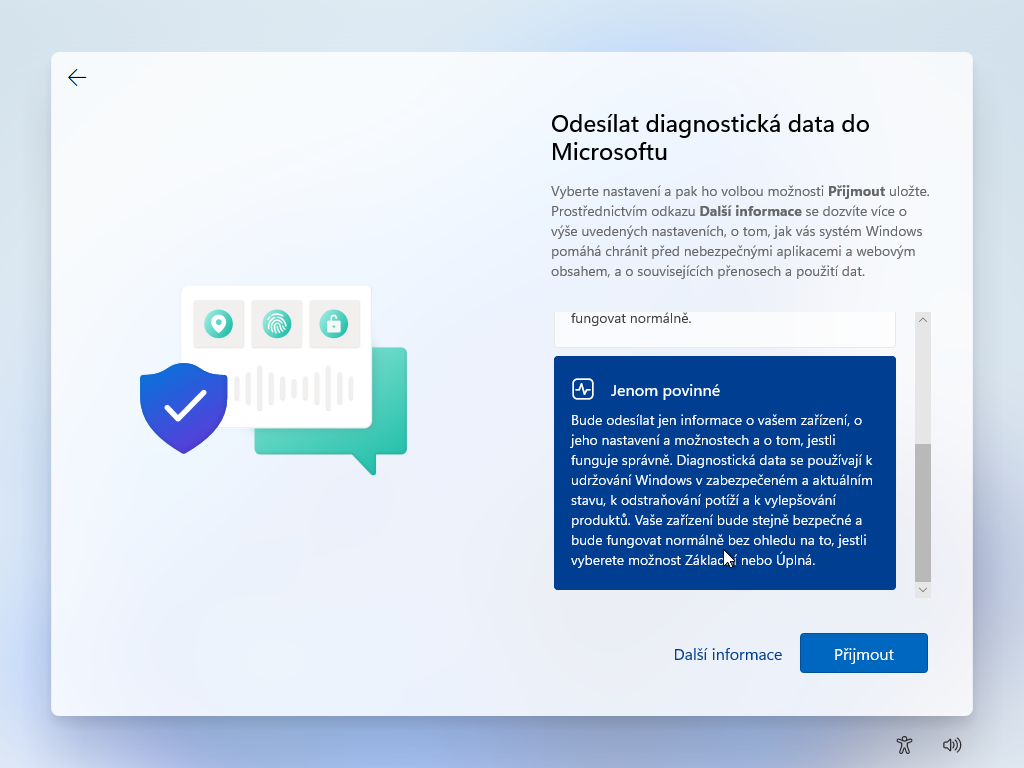 Odesílat diagnostická data do
Microsoftu
Vyberte nastavení a pak ho volbou možnosti Přijmout uložte.
Prostřednictvím odkazu Další informace se dozvíte více o
výše uvedených nastaveních, o tom, jak vás systém Windows
pomáhá chránit před nebezpečnými aplikacemi a webovým
obsahem, a o souvisejících přenosech a použití dat.
fungovat normálně.
Jenom povinné
Bude odesílat jen informace o vašem zařízení, o
jeho nastavení a možnostech a o tom, jestli
funguje správně. Diagnostická data se používají k
udržování Windows v zabezpečeném a aktuálním
stavu, k odstraňování potíží a k vylepšování
produktů. Vaše zařízení bude stejně bezpečné a
bude fungovat normálně bez ohledu na to, jestli
vyberete možnost Základní nebo Úplná.
Další informace
Přijmout